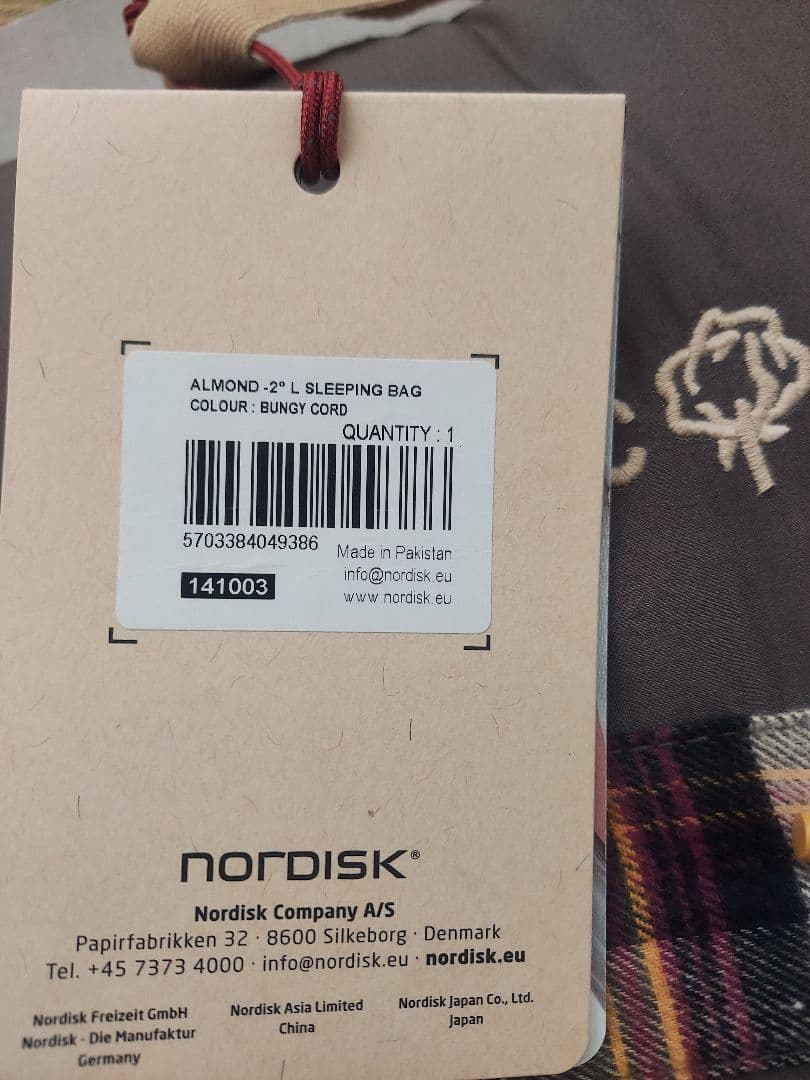 ALMOND -2° L SLEEPING BAG
COLOUR : BUNGY CORD
QUANTITY : 1
5703384049386
Made in Pakistan
141003
info@nordisk.eu
www nordisk.eu
nordisk®
Nordisk Company A/S
Papirfabrikken 32 · 8600 Silkeborg · Denmark
Tel. +45 7373 4000 · info@nordisk.eu · nordisk.eu
Nordisk Freizeit GmbH
Nordisk - Die Manufaktur
Germany
Nordisk Asia Limited
China
Nordisk Japan Co., Ltd.
Japan